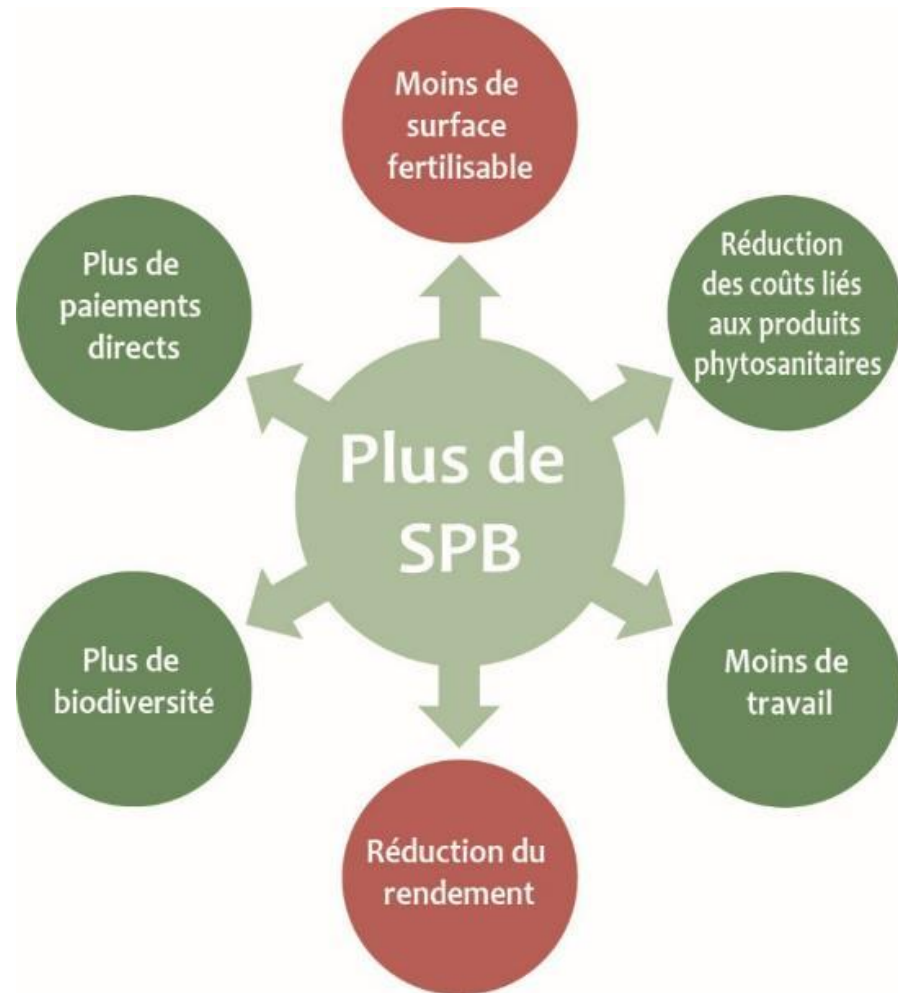 Moins de
surface
fertilisable
Plus de
paiements
directs
Réduction
des coûts liés
aux produits
phytosanitaires
Plus de
SPB
Plus de
biodiversité
Moins de
travail
Réduction du
rendement